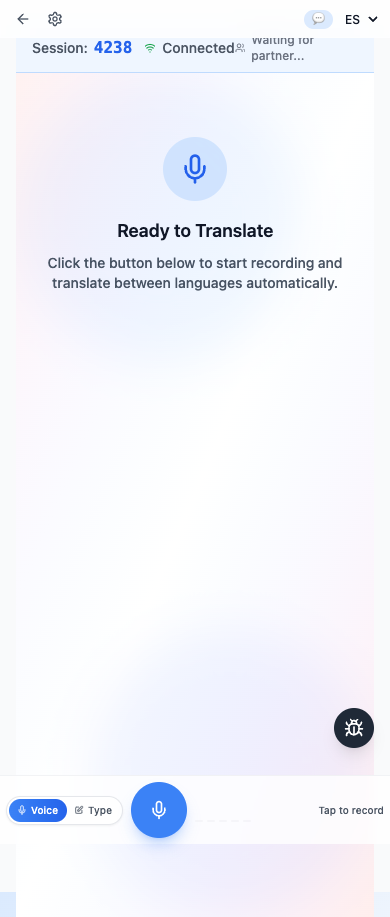 ES
Session: 4238 Connected Waiting for
partner...
Ready to Translate
Click the button below to start recording and
translate between languages automatically.
Voice Type Tap to record